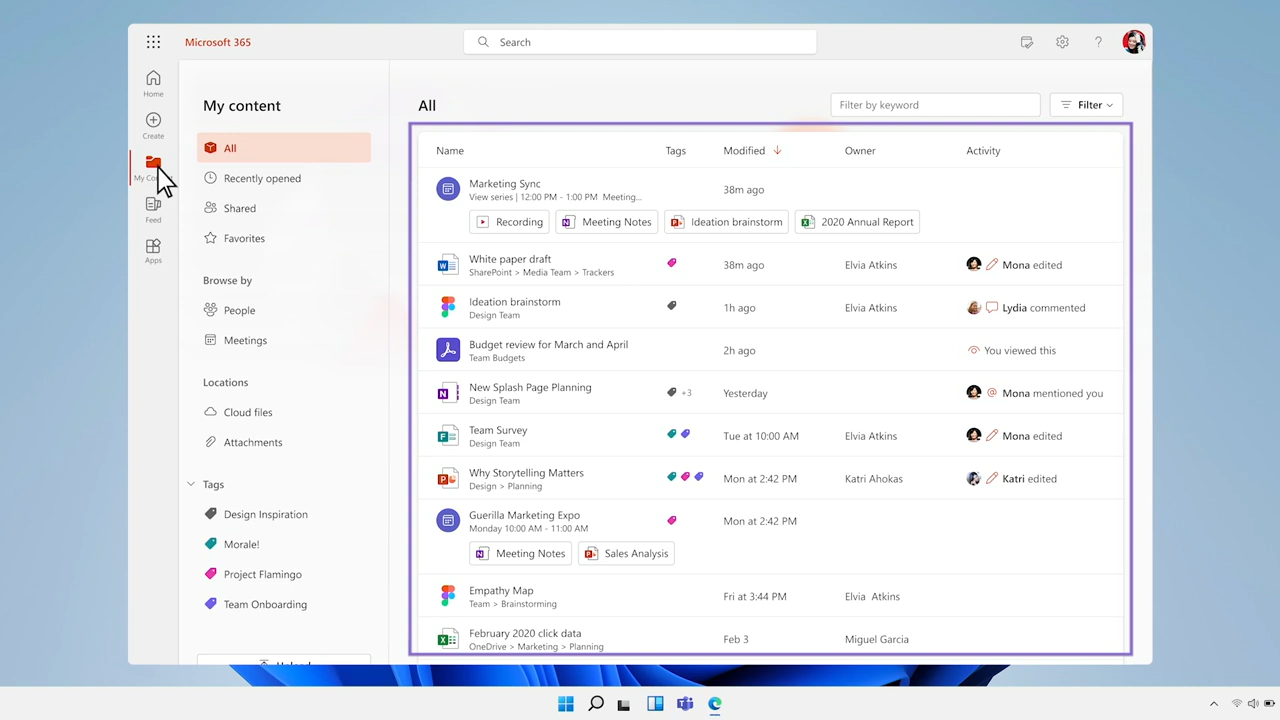 Microsoft 365
Search
Home
Create
My Co
Feed
Apps
My content
All
Recently opened
Shared
Favorites
Browse by
People
Meetings
Locations
Cloud files
Attachments
Tags
Design Inspiration
Morale!
Project Flamingo
Team Onboarding
Upload
All
Filter by keyword
Filter
Name Tags Modified Owner Activity
Marketing Sync
View series | 12:00 PM - 1:00 PM Meeting...
38m ago
Recording Meeting Notes Ideation brainstorm 2020 Annual Report
White paper draft
SharePoint > Media Team > Trackers
38m ago Elvia Atkins Mona edited
Ideation brainstorm
Design Team
1h ago Elvia Atkins Lydia commented
Budget review for March and April
Team Budgets
2h ago You viewed this
New Splash Page Planning
Design Team
+3 Yesterday @ Mona mentioned you
Team Survey
Design Team
Tue at 10:00 AM Elvia Atkins Mona edited
Why Storytelling Matters
Design > Planning
Mon at 2:42 PM Katri Ahokas Katri edited
Guerilla Marketing Expo
Monday 10:00 AM - 11:00 AM
Mon at 2:42 PM
Meeting Notes Sales Analysis
Empathy Map
Team > Brainstorming
Fri at 3:44 PM Elvia Atkins
February 2020 click data
OneDrive > Marketing > Planning
Feb 3 Miguel Garcia